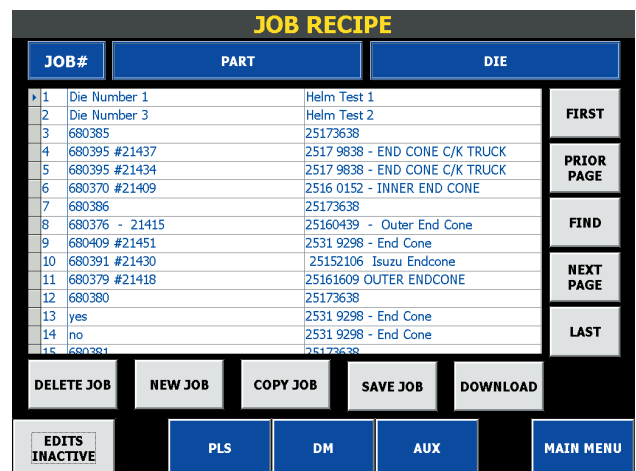 JOB RECIPE
JOB# PART DIE
1 Die Number 1 Helm Test 1
2 Die Number 3 Helm Test 2
3 680385 25173638
4 680395 #21437 2517 9838 - END CONE C/K TRUCK
5 680395 #21434 2517 9838 - END CONE C/K TRUCK
6 680370 #21409 2516 0152 - INNER END CONE
7 680386 25173638
8 680376 - 21415 25160439 - Outer End Cone
9 680409 #21451 2531 9298 - End Cone
10 680391 #21430 25152106 Isuzu Endcone
11 680379 #21418 25161609 OUTER ENDCONE
12 680380 25173638
13 yes 2531 9298 - End Cone
14 no 2531 9298 - End Cone
15 680381 25173638
FIRST
PRIOR
PAGE
FIND
NEXT
PAGE
LAST
DELETE JOB NEW JOB COPY JOB SAVE JOB DOWNLOAD
EDITS
INACTIVE
PLS DM AUX MAIN MENU